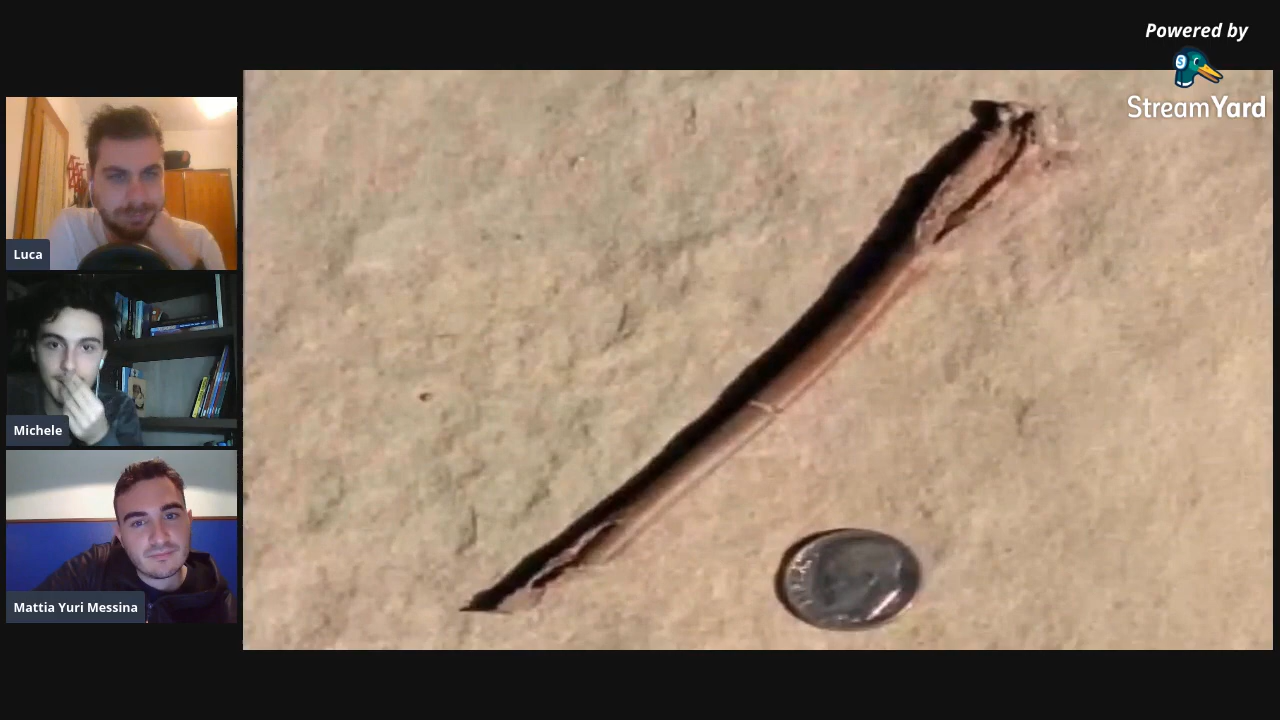 Powered by
StreamYard
Luca
Michele
Mattia Yuri Messina